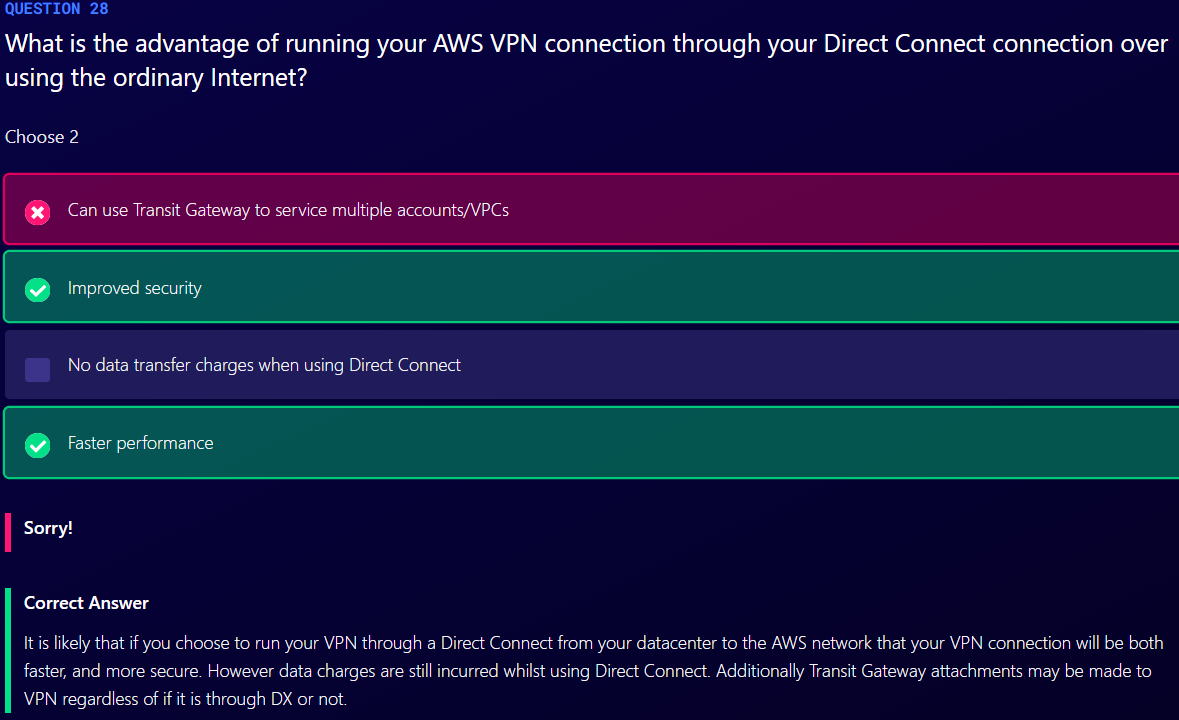 QUESTION 28
What is the advantage of running your AWS VPN connection through your Direct Connect connection over
using the ordinary Internet?
Choose 2
Can use Transit Gateway to service multiple accounts/VPCs
Improved security
No data transfer charges when using Direct Connect
Faster performance
Sorry!
Correct Answer
It is likely that if you choose to run your VPN through a Direct Connect from your datacenter to the AWS network that your VPN connection will be both
faster, and more secure. However data charges are still incurred whilst using Direct Connect. Additionally Transit Gateway attachments may be made to
VPN regardless of if it is through DX or not.